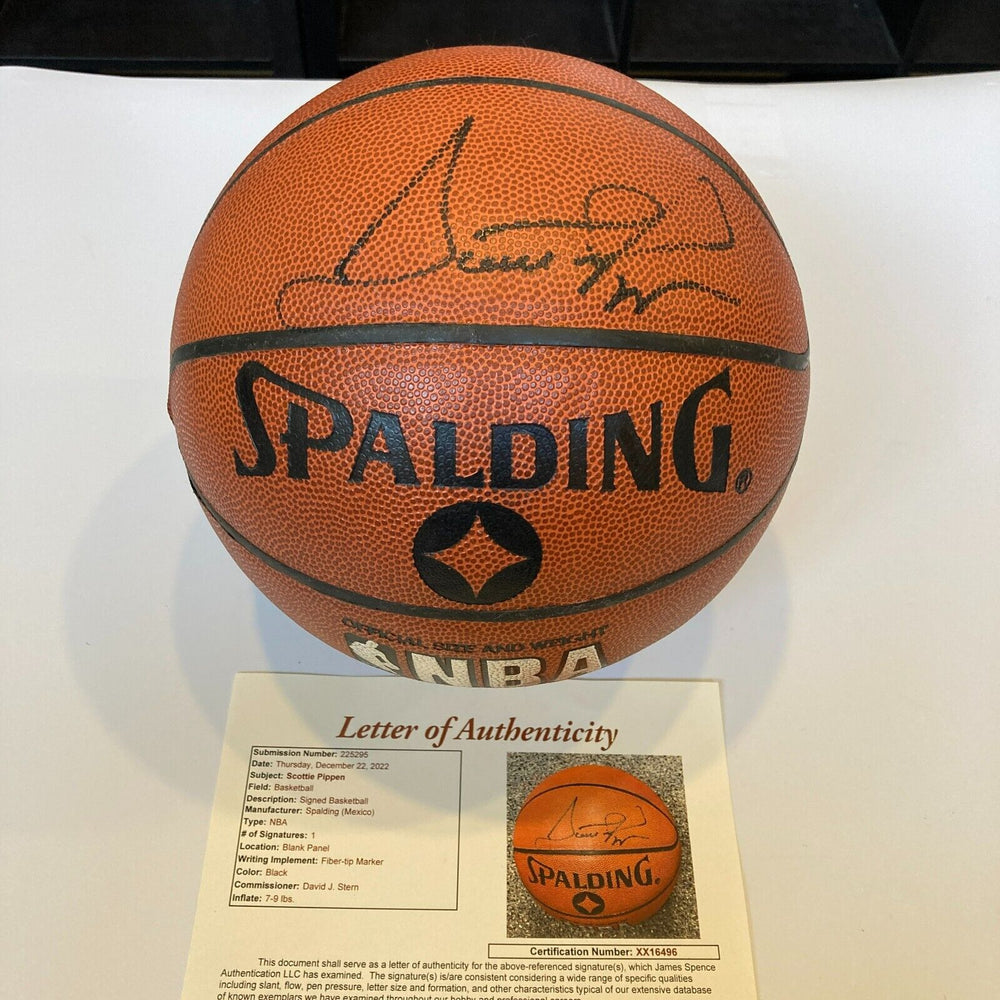 Scottie Pippen
SPALDING®
OFFICIAL SIZE AND WEIGHT
NBA
Letter of Authenticity
Submission Number: 225295
Date: Thursday, December 22, 2022
Subject: Scottie Pippen
Field: Basketball
Description: Signed Basketball
Manufacturer: Spalding (Mexico)
Type: NBA
# of Signatures: 1
Location: Blank Panel
Writing Implement: Fiber-tip Marker
Color: Black
Commissioner: David J. Stern
Inflate: 7-9 lbs.
SPALDING®
Certification Number: XX16496
This document shall serve as a letter of authenticity for the above-referenced signature(s), which James Spence
Authentication LLC has examined. The signature(s) is/are consistent considering a wide range of specific qualities
including slant, flow, pen pressure, letter size and formation, and other characteristics typical of our extensive database
of known exemplars we have examined throughout our hobby and professional careers.